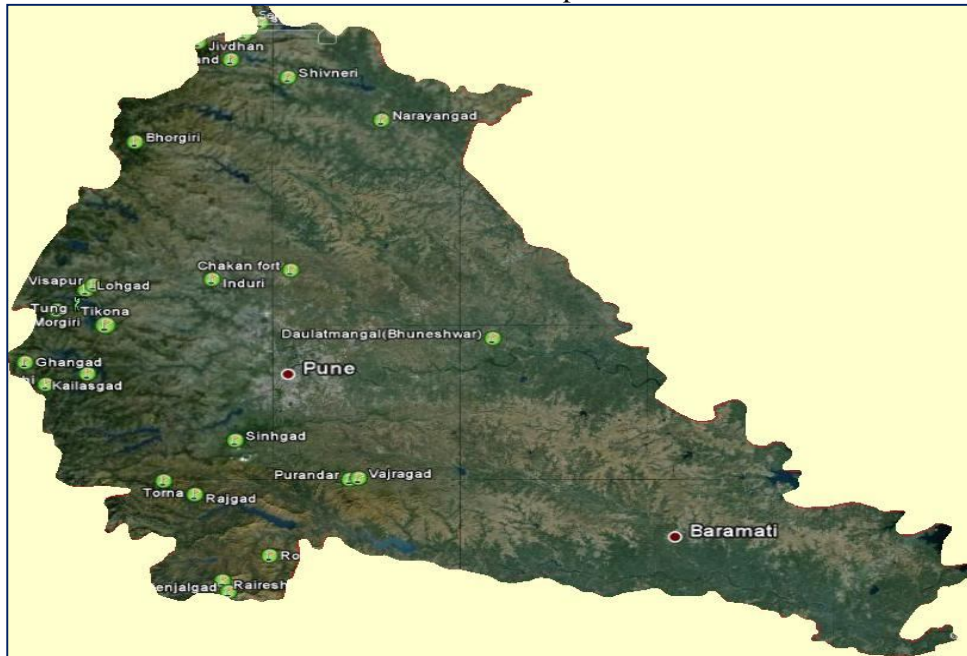 Jivdhan
Shivneri
Narayangad
Bhorgiri
Chakan fort
Visapur
Lohgad
Induri
Tung
Tikona
Morgiri
Daulatmangal(Bhuneshwar)
Ghangad
Pune
Kailasgad
Sinhgad
Purandar
Vajragad
Torna
Rajgad
Baramati